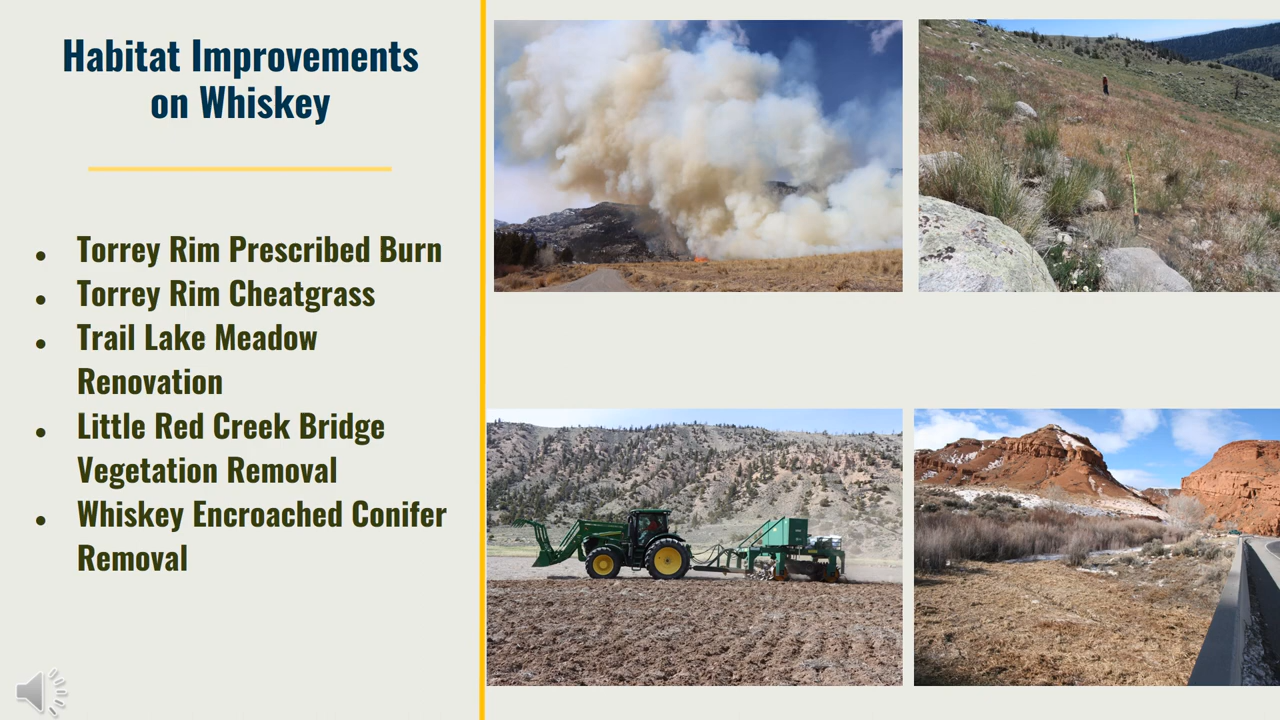 Habitat Improvements
on Whiskey
Torrey Rim Prescribed Burn
Torrey Rim Cheatgrass
Trail Lake Meadow
Renovation
Little Red Creek Bridge
Vegetation Removal
Whiskey Encroached Conifer
Removal